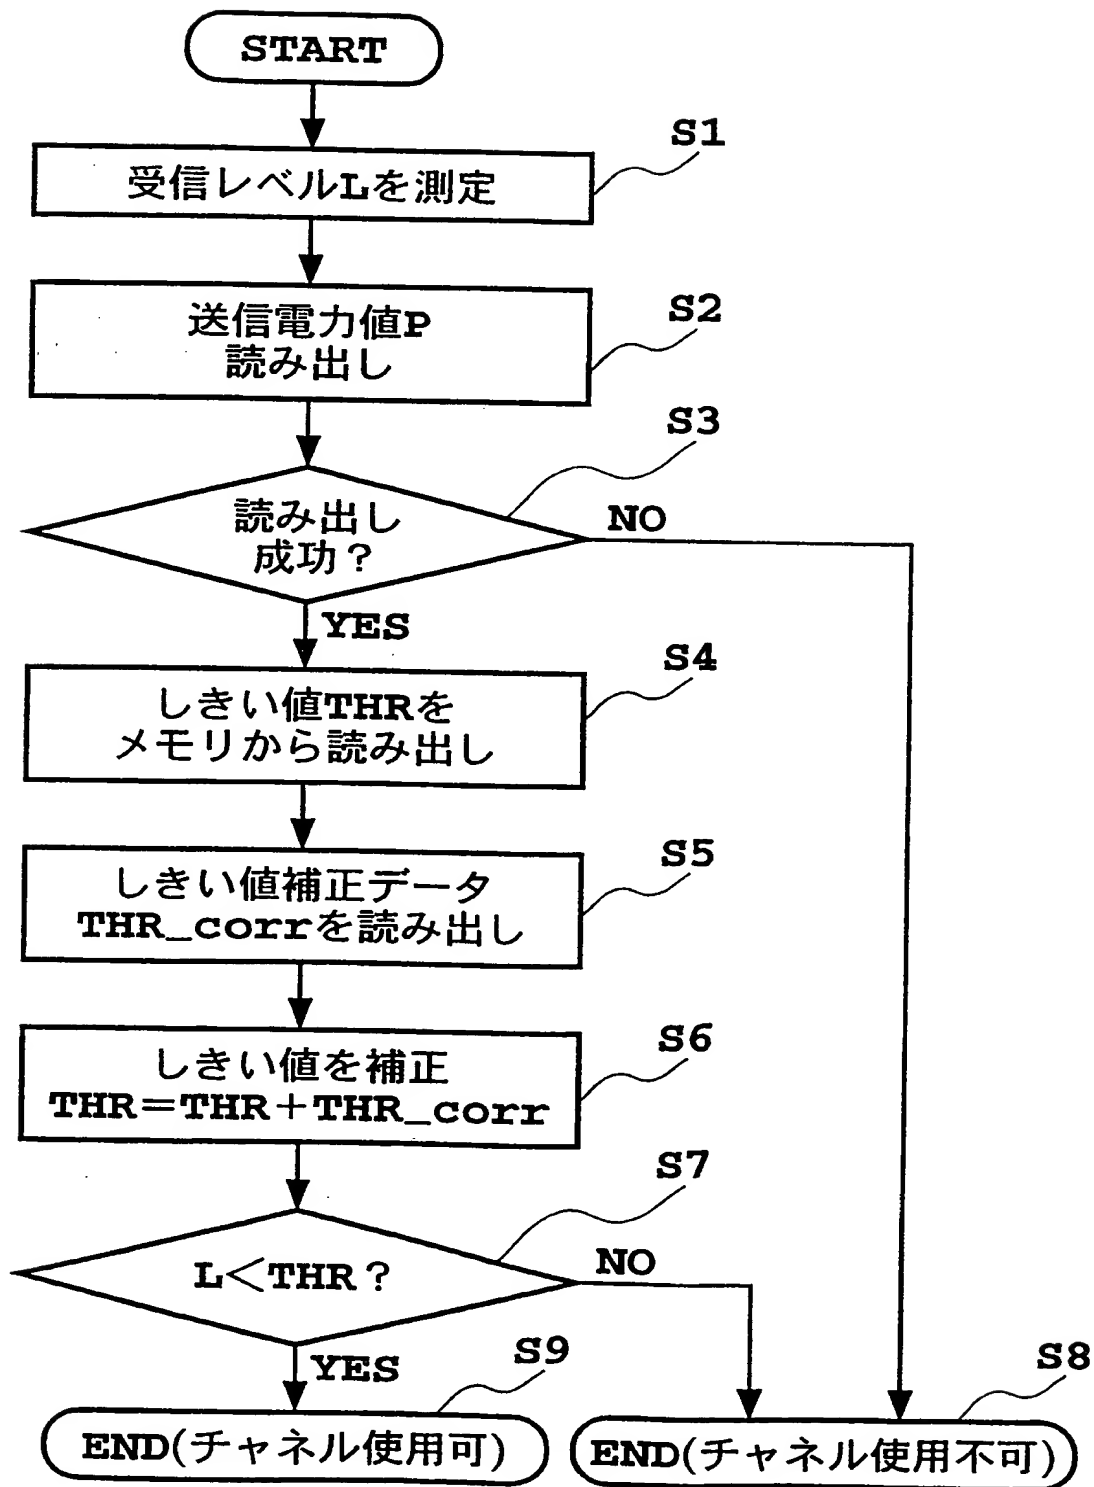 START
S1
受信レベルLを測定
S2
送信電力値P
読み出し
S3
読み出し
成功？
NO
YES
S4
しきい値THRを
メモリから読み出し
S5
しきい値補正データ
THR_corrを読み出し
S6
しきい値を補正
THR＝THR＋THR_corr
S7
L＜THR？
NO
YES
S9
S8
END(チャネル使用可)
END(チャネル使用不可)